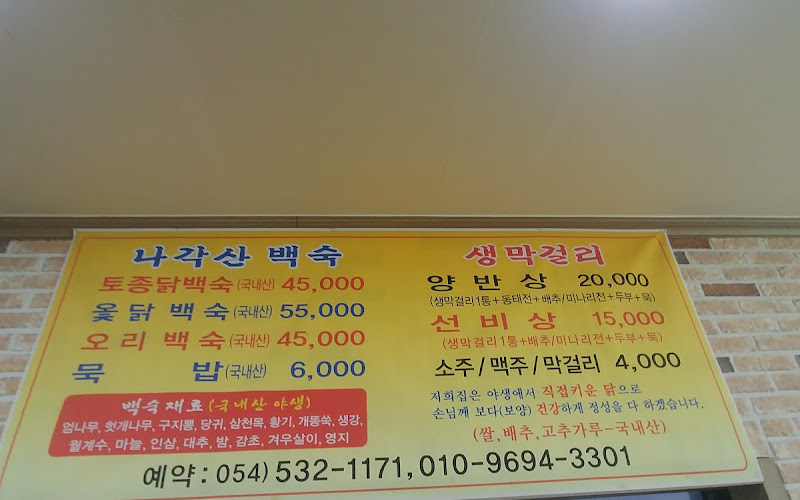 나각산 백숙
토종닭백숙(국내산) 45,000
옻닭 백숙(국내산) 55,000
오리 백숙(국내산) 45,000
묵 밥(국내산) 6,000
백숙재료(국내산 야생)
엄나무, 헛개나무, 구지뽕, 당귀, 삼천목, 황기, 개똥쑥, 생강,
월계수, 마늘, 인삼, 대추, 밤, 감초, 겨우살이, 영지
생막걸리
양 반 상 20,000
(생막걸리1통+동태전+배추/미나리전+두부+묵)
선 비 상 15,000
(생막걸리1통+배추/미나리전+두부+묵)
소주/맥주/막걸리 4,000
저희집은 야생에서 직접키운 닭으로
손님께 보다(보양) 건강하게 정성을 다 하겠습니다.
(쌀,배추,고추가루-국내산)
예약 : 054) 532-1171, 010-9694-3301